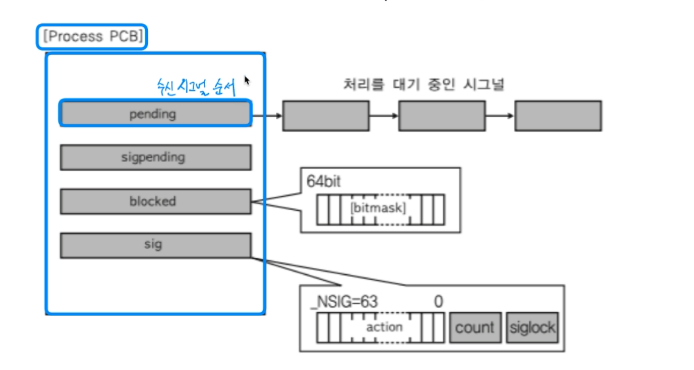 [Process PCB]
수신 시그널 순서
처리를 대기 중인 시그널
pending
sigpending
blocked
sig
64bit
[bitmask]
_NSIG=63 0
action count siglock